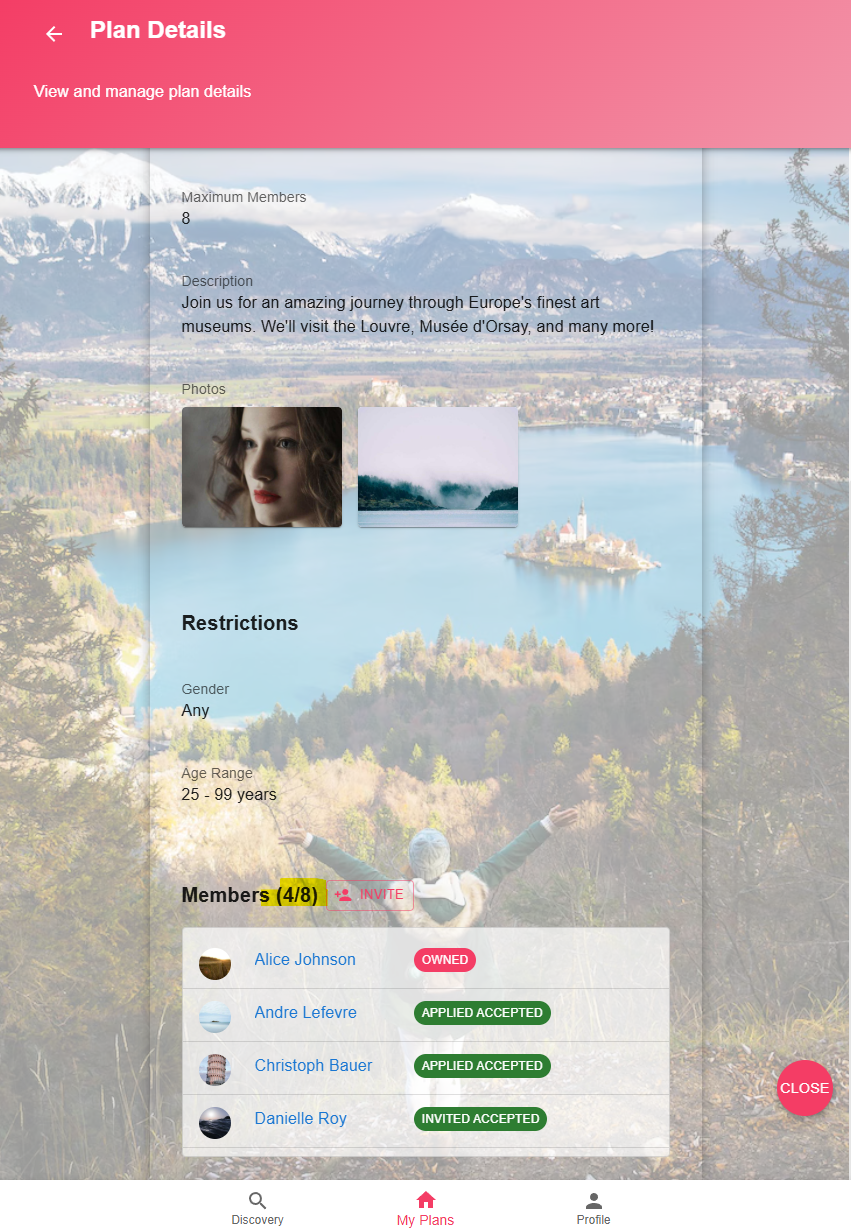 Plan Details
View and manage plan details
Maximum Members
8
Description
Join us for an amazing journey through Europe's finest art
museums. We'll visit the Louvre, Musée d'Orsay, and many more!
Photos
Restrictions
Gender
Any
Age Range
25 - 99 years
Members (4/8) INVITE
Alice Johnson OWNED
Andre Lefevre APPLIED ACCEPTED
Christoph Bauer APPLIED ACCEPTED
CLOSE
Danielle Roy INVITED ACCEPTED
Discovery My Plans Profile